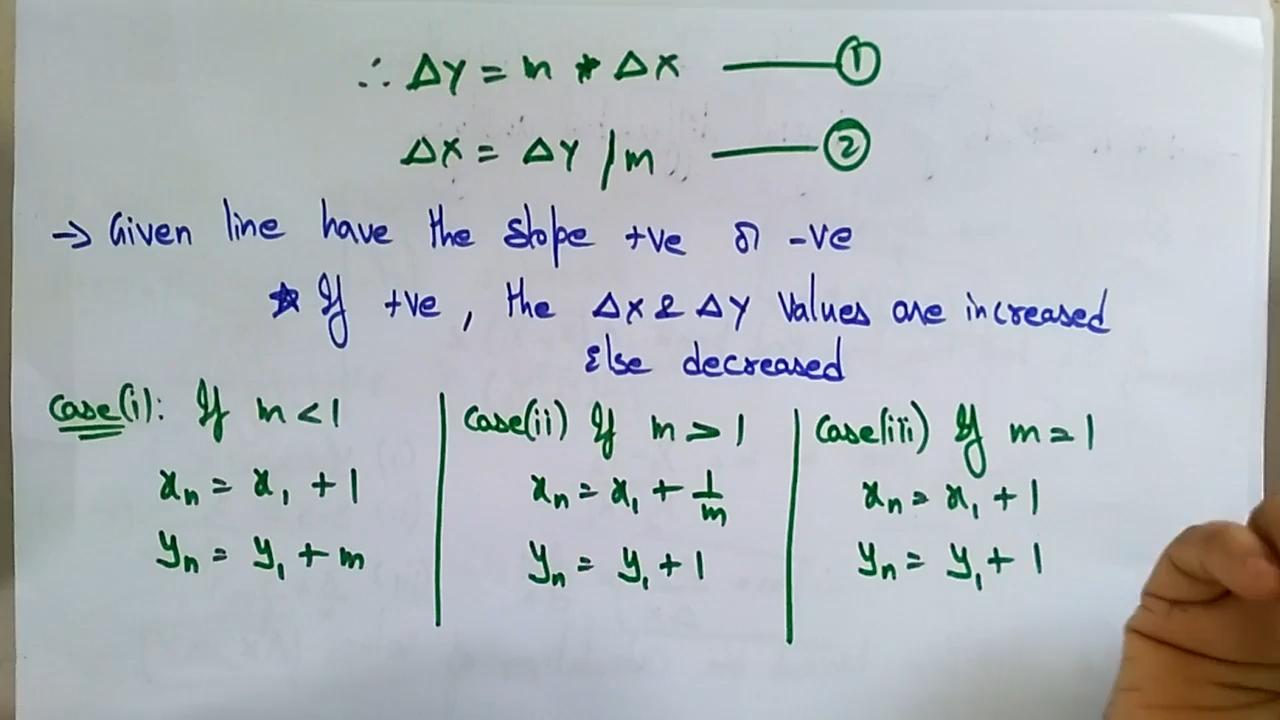 ∴ ΔY = m * ΔX —— ①
ΔX = ΔY / m —— ②
→ Given line have the slope +ve or -ve
* If +ve, the ΔX & ΔY values are increased
Else decreased
Case(i): If m < 1
xn = x1 + 1
yn = y1 + m
Case(ii) If m > 1
xn = x1 + 1/m
yn = y1 + 1
Case(iii) If m = 1
xn = x1 + 1
yn = y1 + 1